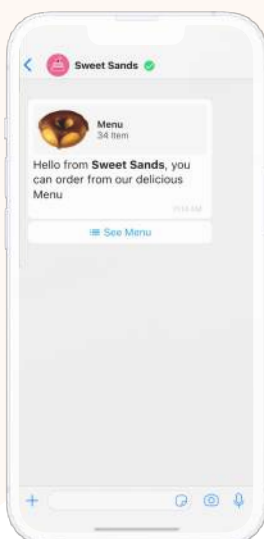 Sweet Sands
Menu
34 Item
Hello from Sweet Sands, you
can order from our delicious
Menu
See Menu